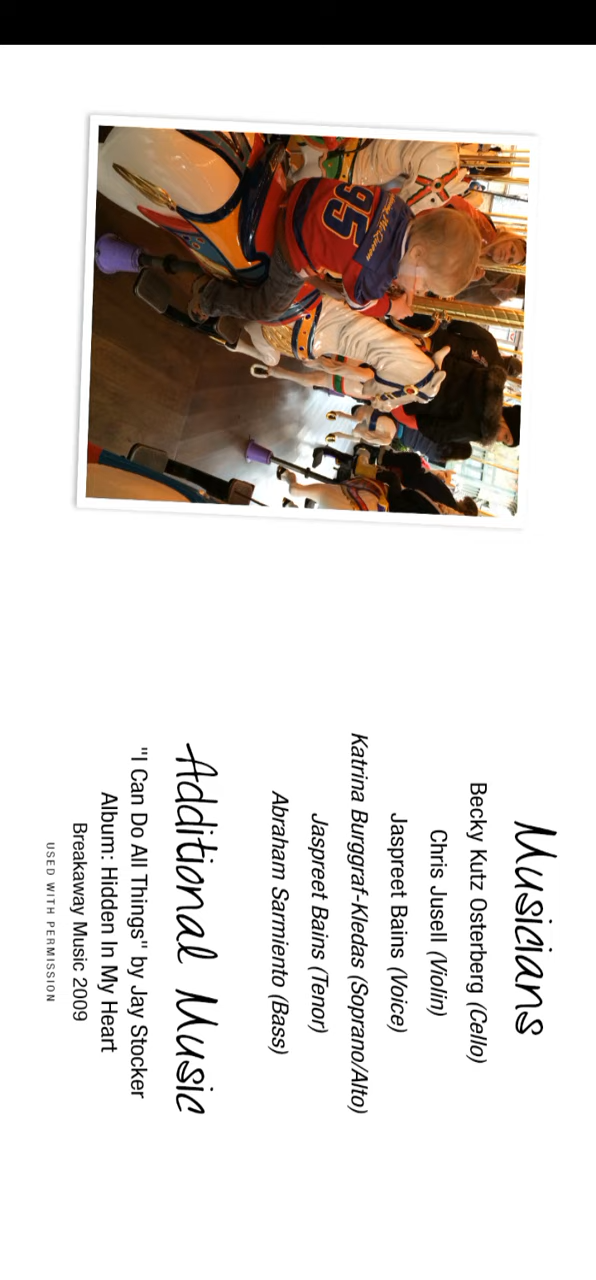 Musicians
Becky Kutz Osterberg (Cello)
Chris Jusell (Violin)
Jaspreet Bains (Voice)
Katrina Burggraf-Kledas (Soprano/Alto)
Jaspreet Bains (Tenor)
Abraham Sarmiento (Bass)
Additional Music
"I Can Do All Things" by Jay Stocker
Album: Hidden In My Heart
Breakaway Music 2009
USED WITH PERMISSION
95